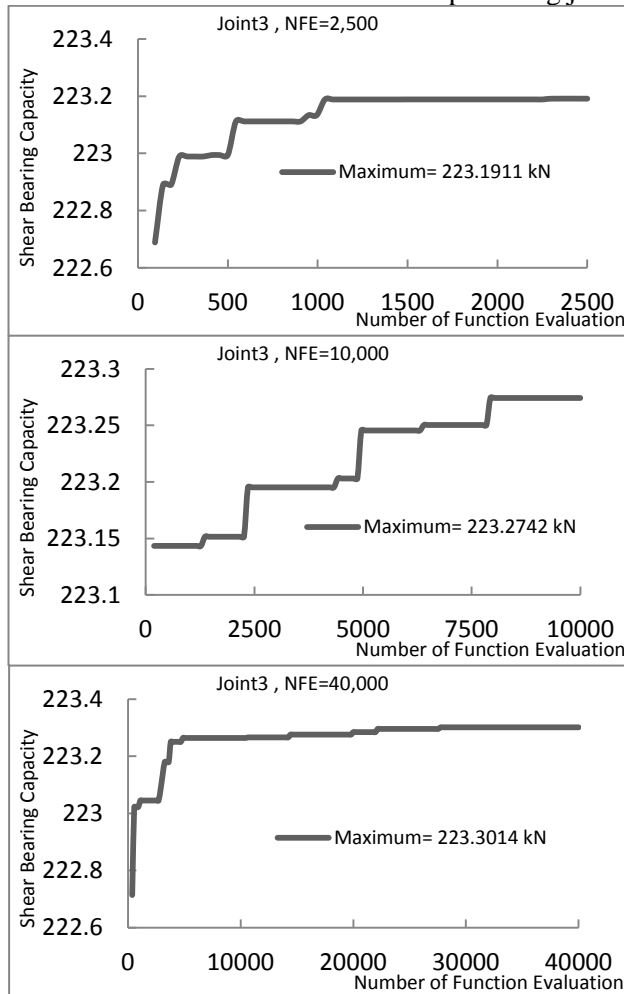 Joint3 , NFE=2,500
Shear Bearing Capacity
223.4
223.2
223
222.8
222.6
Maximum= 223.1911 kN
0 500 1000 1500 2000 2500
Number of Function Evaluation
Joint3 , NFE=10,000
Shear Bearing Capacity
223.3
223.25
223.2
223.15
223.1
Maximum= 223.2742 kN
0 2500 5000 7500 10000
Number of Function Evaluation
Joint3 , NFE=40,000
Shear Bearing Capacity
223.4
223.2
223
222.8
222.6
Maximum= 223.3014 kN
0 10000 20000 30000 40000
Number of Function Evaluation